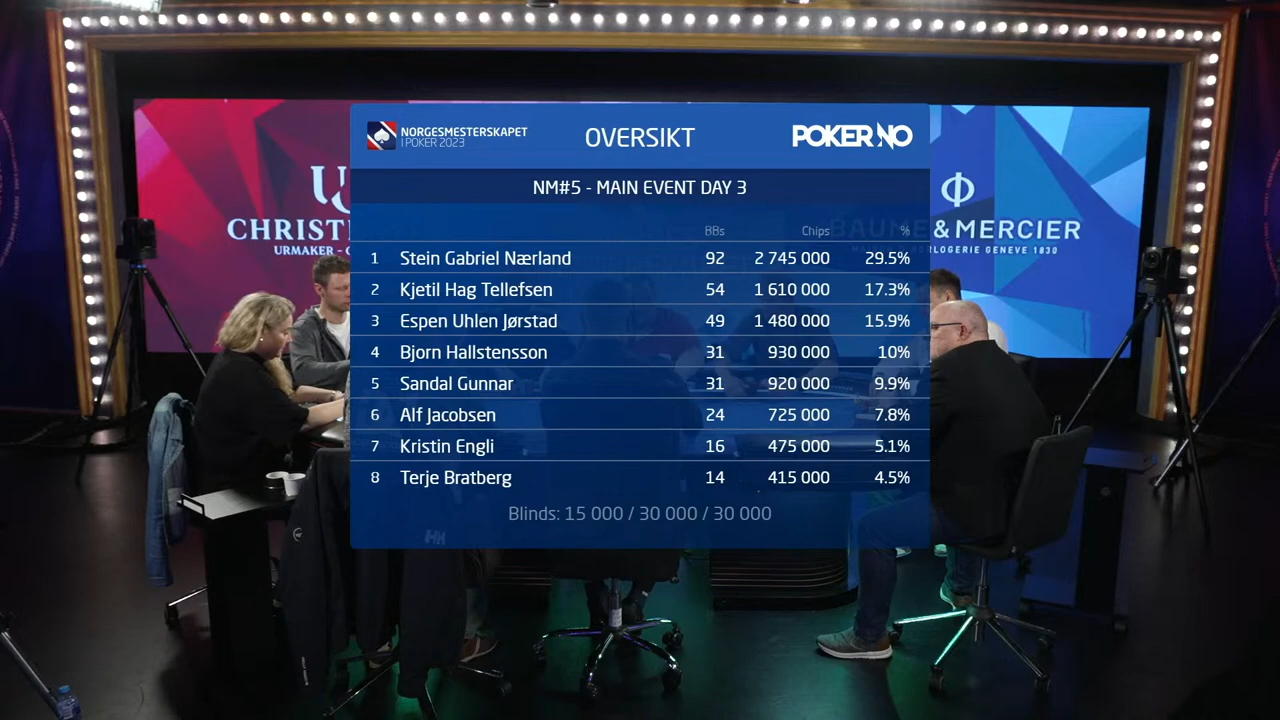 NORGESMESTERSKAPET
I POKER 2023
OVERSIKT
POKER NO
NM#5 - MAIN EVENT DAY 3
BBs Chips %
1 Stein Gabriel Nærland 92 2 745 000 29.5%
2 Kjetil Hag Tellefsen 54 1 610 000 17.3%
3 Espen Uhlen Jørstad 49 1 480 000 15.9%
4 Bjorn Hallstensson 31 930 000 10%
5 Sandal Gunnar 31 920 000 9.9%
6 Alf Jacobsen 24 725 000 7.8%
7 Kristin Engli 16 475 000 5.1%
8 Terje Bratberg 14 415 000 4.5%
Blinds: 15 000 / 30 000 / 30 000
CHRIST
URMAKER -
BAUME & MERCIER
GENEVE 1830
HH